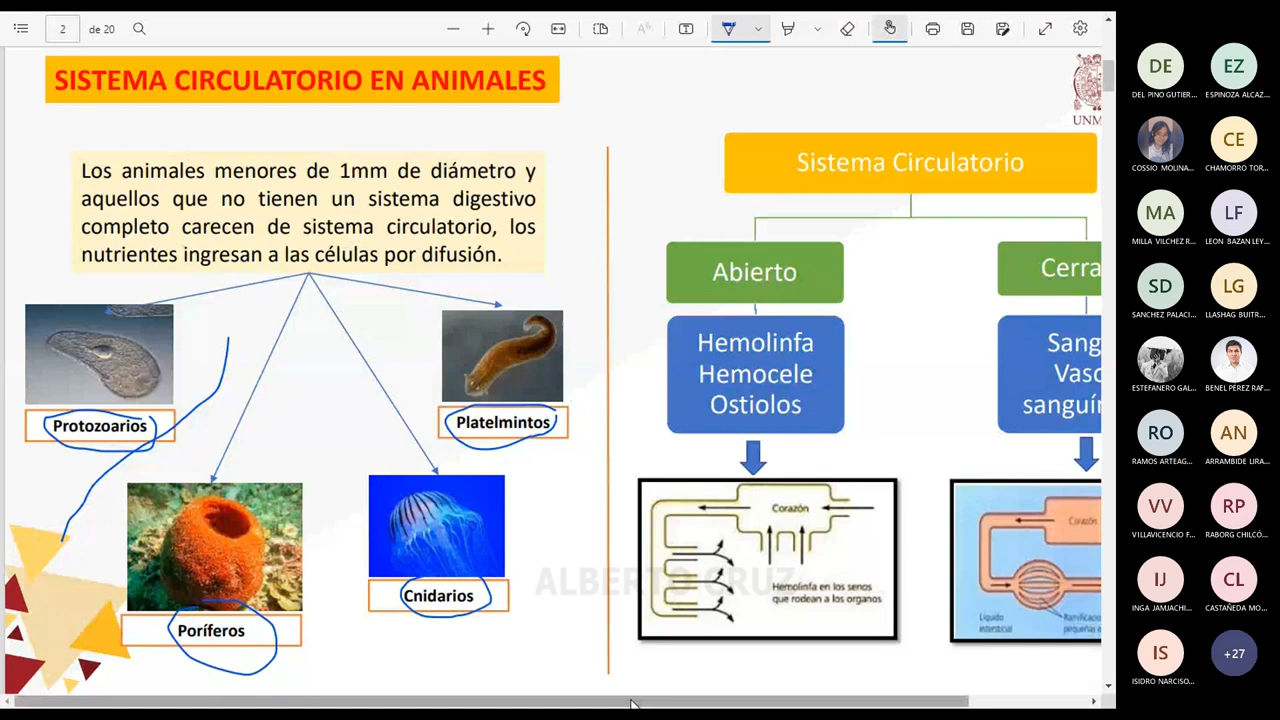 2
de 20
SISTEMA CIRCULATORIO EN ANIMALES
UNM
Los animales menores de 1mm de diámetro y
aquellos que no tienen un sistema digestivo
completo carecen de sistema circulatorio, los
nutrientes ingresan a las células por difusión.
Protozoarios
Platelmintos
Poríferos
Cnidarios
Sistema Circulatorio
Abierto
Cerra
Hemolinfa
Hemocele
Ostiolos
Sang
Vasc
sanguín
Corazón
Hemolinfa en los senos
que rodean a los organos
Corazón
Líquido
intersticial
Ramificac
pequeñas e
ALBERTO CRUZ
DE
DEL PINO GUTIER...
EZ
ESPINOZA ALCAZ...
COSSIO MOLINA...
CE
CHAMORRO TOR...
MA
MILLA VILCHEZ R...
LF
LEON BAZAN LEY...
SD
SANCHEZ PALACI...
LG
LLASHAG BUITR...
ESTEFANERO GAL...
BENEL PEREZ RAF...
RO
RAMOS ARTEAG...
AN
ARRAMBIDE LIRA...
VV
VILLAVICENCIO F...
RP
RABORG CHILCÓ...
IJ
INGA JAMJACHI...
CL
CASTAÑEDA MO...
IS
ISIDRO NARCISO...
+27